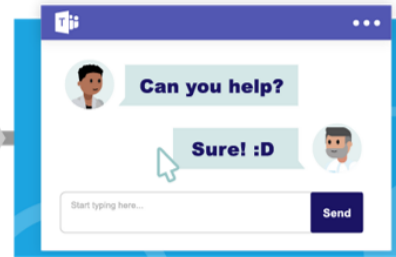 T
Can you help?
Sure! :D
Start typing here...
Send